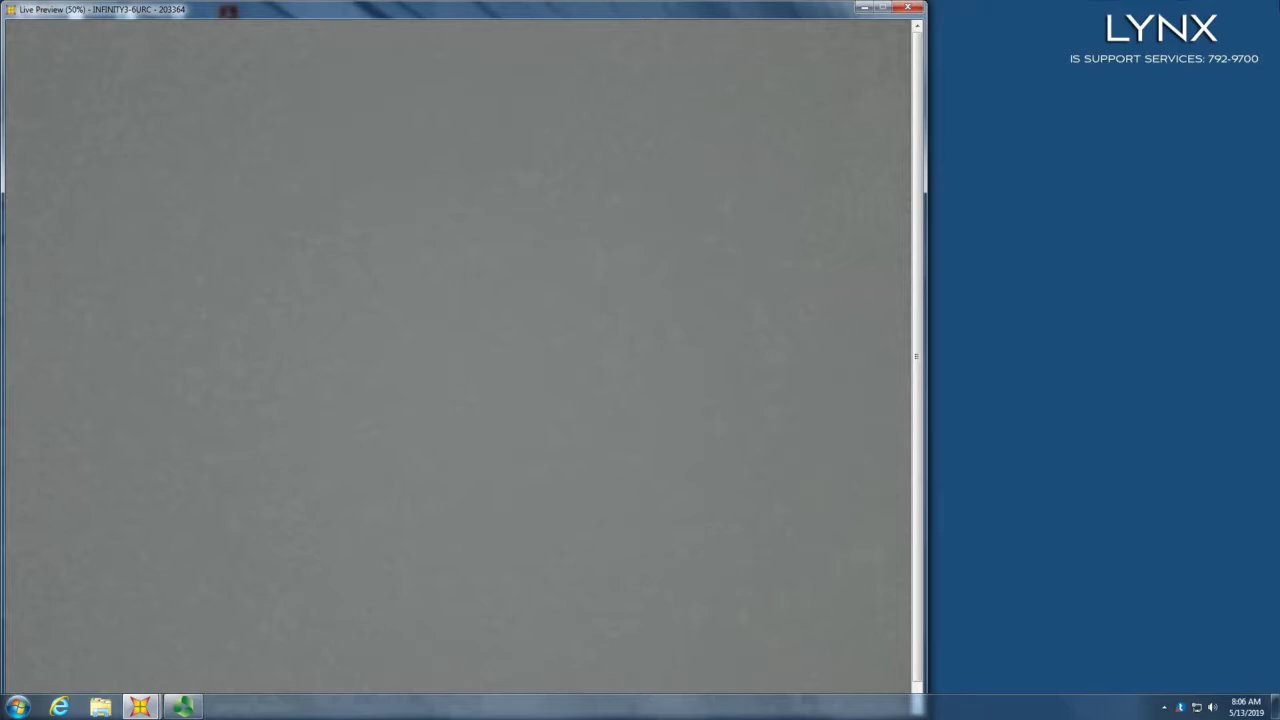 Live Preview (50%) - INFINITY3-6URC - 203364
LYNX
IS SUPPORT SERVICES: 792-9700
8:06 AM
5/13/2019